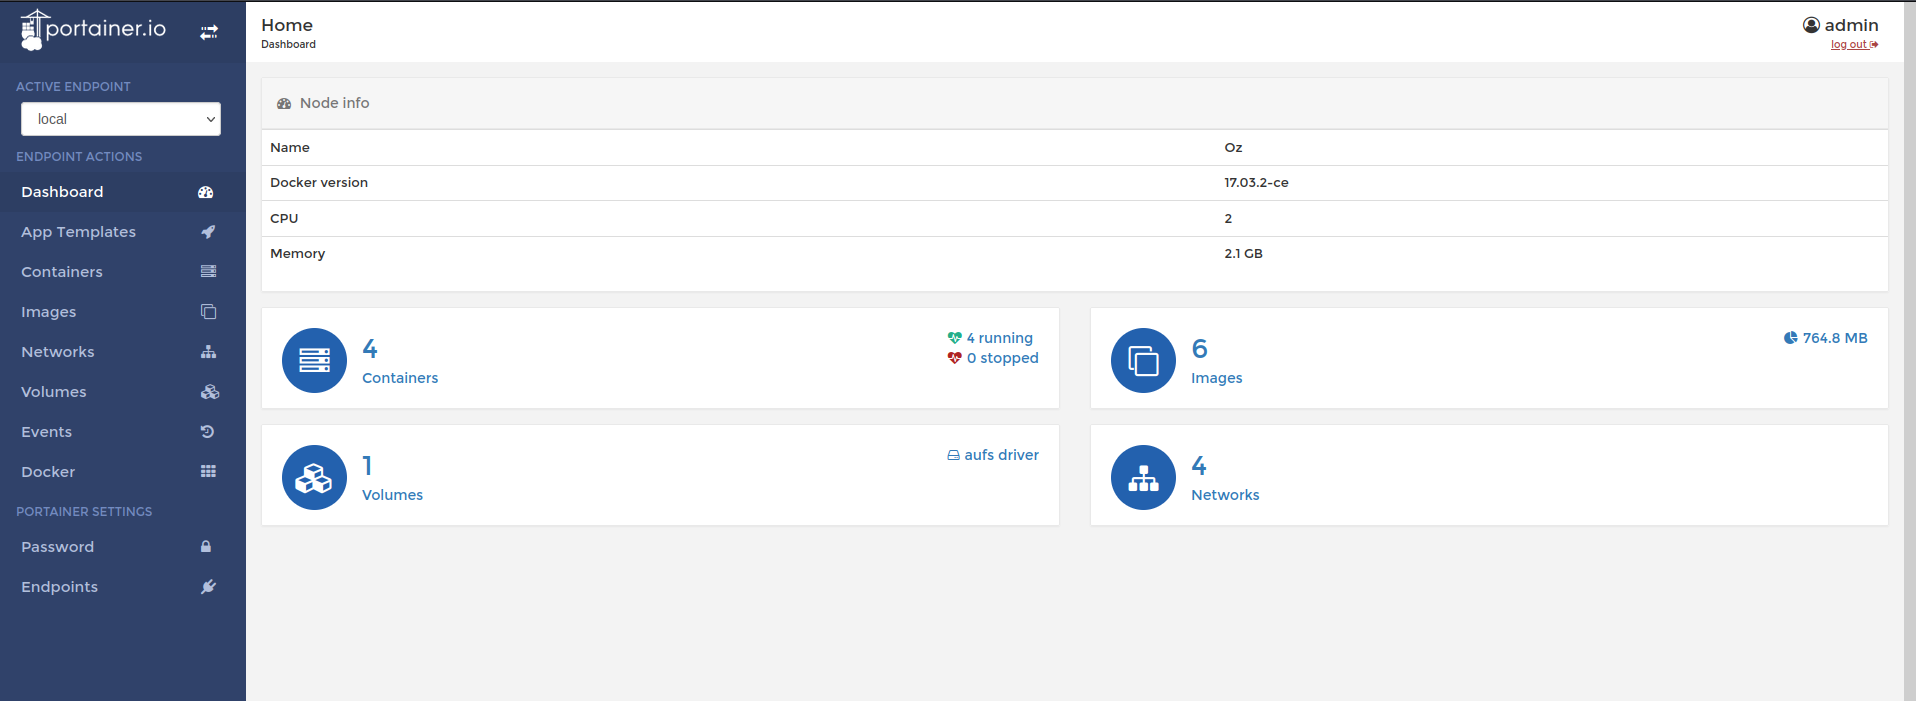 portainer.io
ACTIVE ENDPOINT
local
ENDPOINT ACTIONS
Dashboard
App Templates
Containers
Images
Networks
Volumes
Events
Docker
PORTAINER SETTINGS
Password
Endpoints
Home
Dashboard
admin
log out
Node info
Name Oz
Docker version 17.03.2-ce
CPU 2
Memory 2.1 GB
4
Containers
4 running
0 stopped
6
Images
764.8 MB
1
Volumes
aufs driver
4
Networks